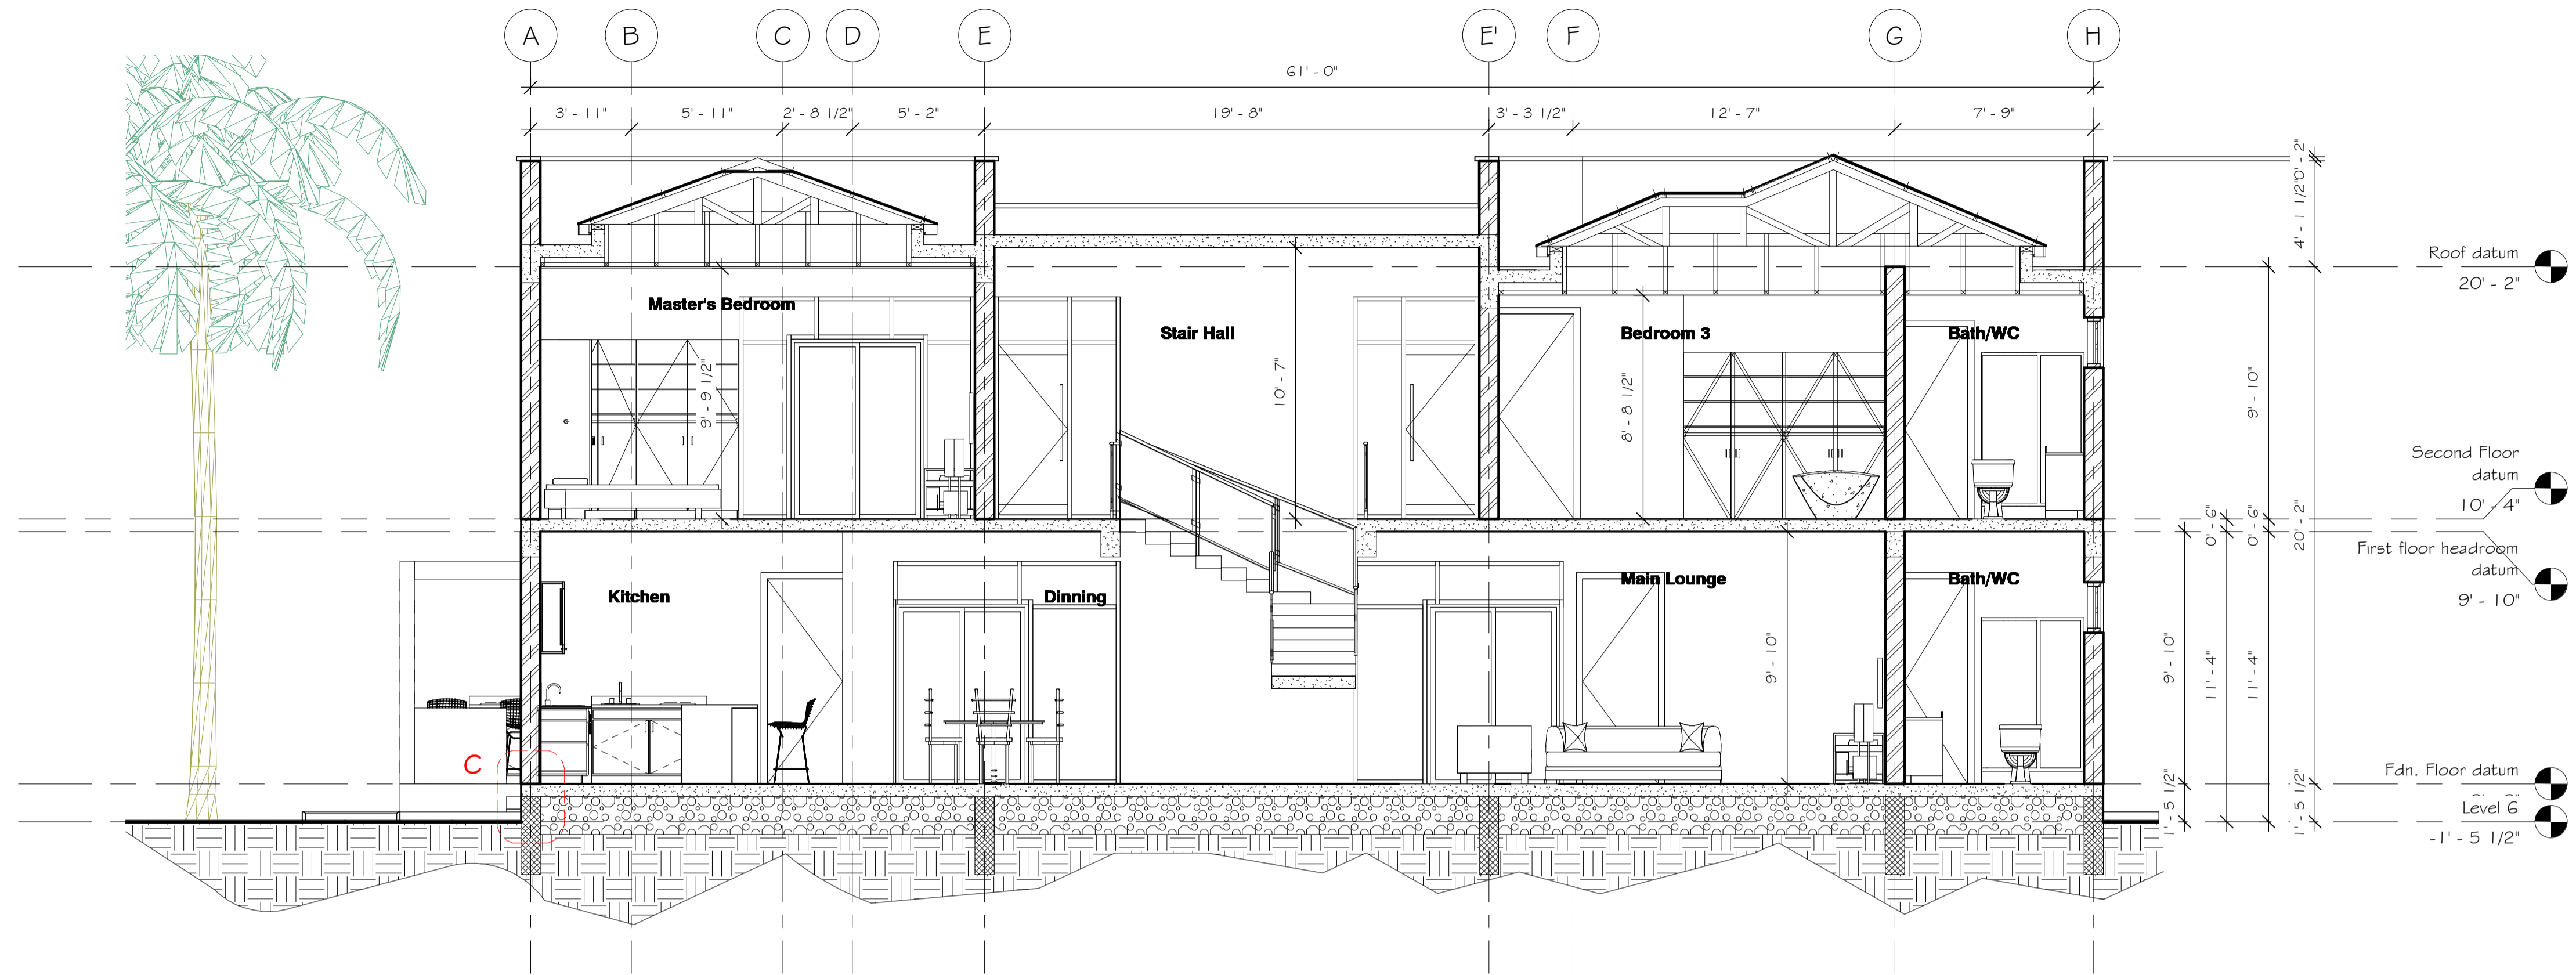 A B C D E E' F G H
61' - 0"
3' - 11" 5' - 11" 2' - 8 1/2" 5' - 2" 19' - 8" 3' - 3 1/2" 12' - 7" 7' - 9"
0' - 2"
4' - 1 1/2"
Roof datum
20' - 2"
Master's Bedroom
Stair Hall
Bedroom 3
Bath/WC
9' - 9 1/2"
10' - 7"
8' - 8 1/2"
9' - 10"
Second Floor
datum
10' - 4"
0' - 6"
0' - 6"
20' - 2"
First floor headroom
datum
9' - 10"
Kitchen
Dinning
Main Lounge
Bath/WC
9' - 10"
9' - 10"
11' - 4"
11' - 4"
C
Fdn. Floor datum
Level 6
-1' - 5 1/2"
1' - 5 1/2"
1' - 5 1/2"